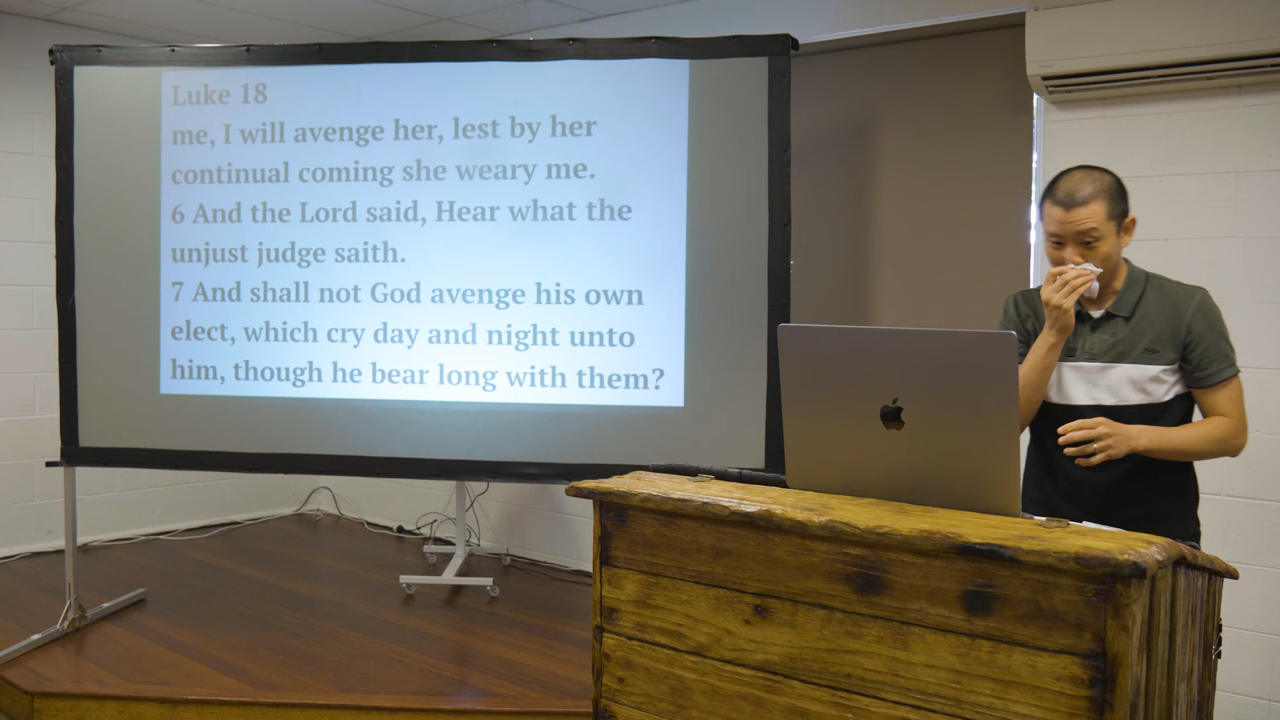 Luke 18
me, I will avenge her, lest by her
continual coming she weary me.
6 And the Lord said, Hear what the
unjust judge saith.
7 And shall not God avenge his own
elect, which cry day and night unto
him, though he bear long with them?